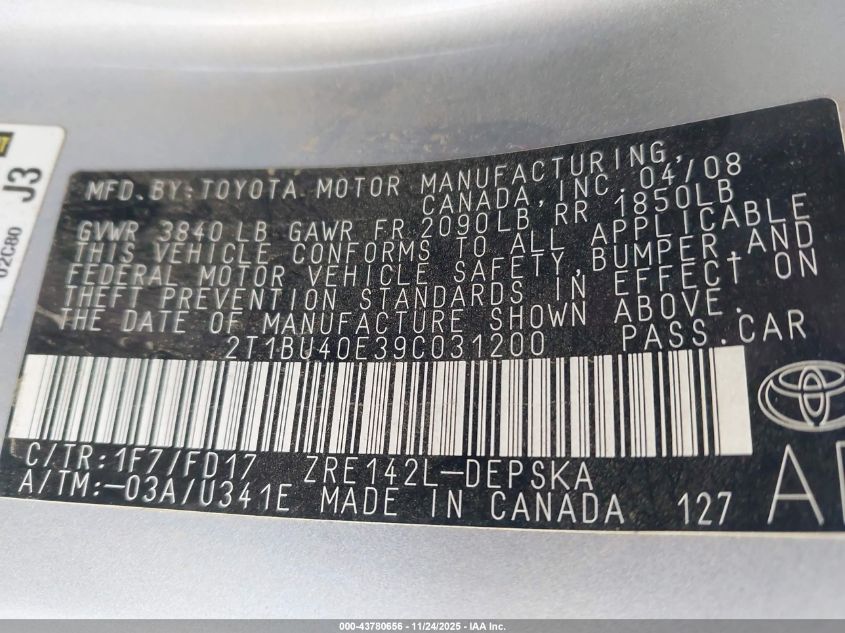 J3
02C80
MFD. BY: TOYOTA MOTOR MANUFACTURING,
CANADA, INC. 04/08
GVWR 3840 LB GAWR FR 2090LB RR 1850LB
THIS VEHICLE CONFORMS TO ALL APPLICABLE
FEDERAL MOTOR VEHICLE SAFETY, BUMPER, AND
THEFT PREVENTION STANDARDS IN EFFECT ON
THE DATE OF MANUFACTURE SHOWN ABOVE.
2T1BU40E39C031200 PASS.CAR
C/TR:1F7/FD17 ZRE142L-DEPSKA
A/TM:-03A/U341E MADE IN CANADA 127
000-43780656 - 11/24/2025 - IAA Inc.